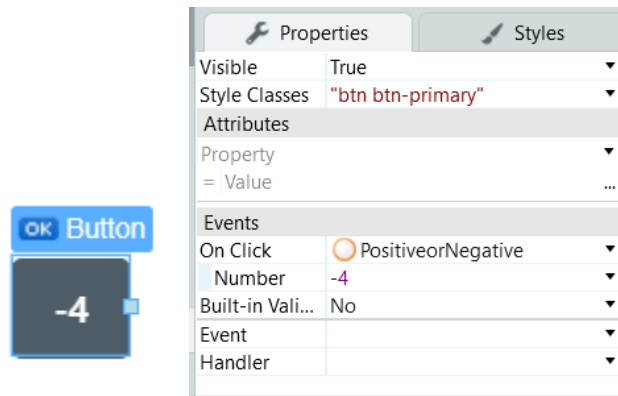 Properties
Styles
Visible True
Style Classes "btn btn-primary"
Attributes
Property
= Value ...
OK Button
-4
Events
On Click PositiveorNegative
Number -4
Built-in Vali... No
Event
Handler